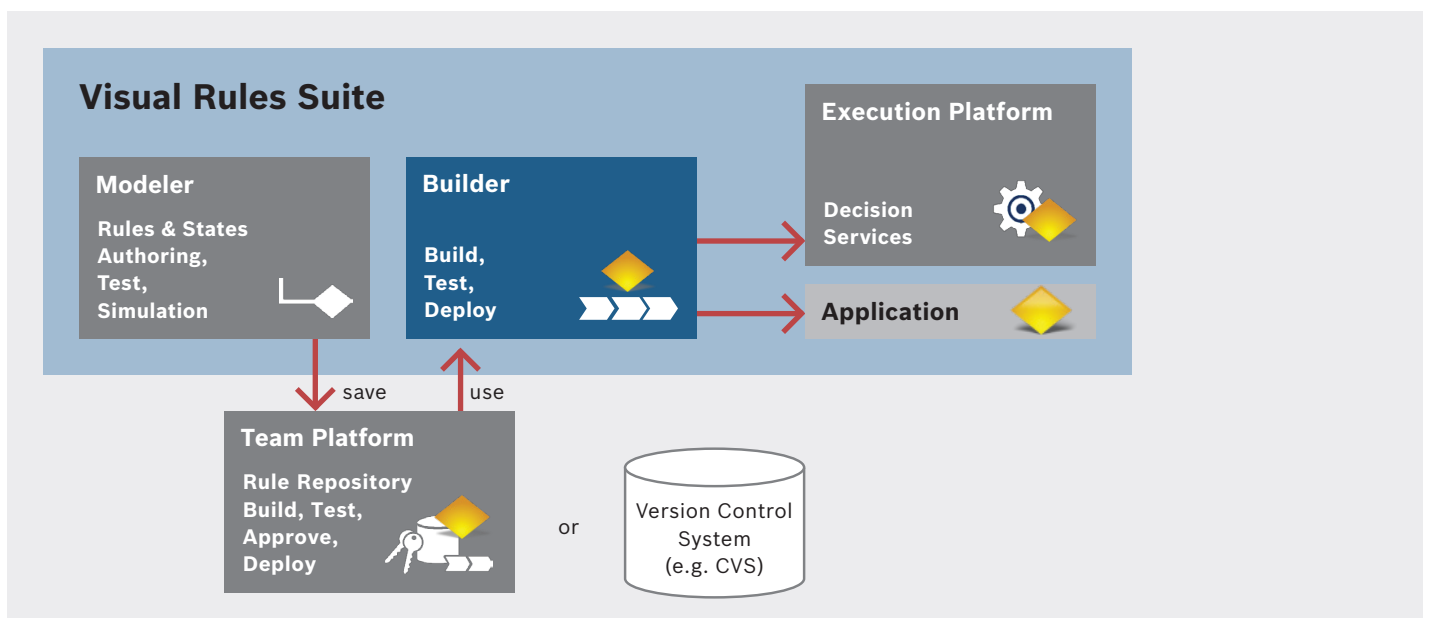 Visual Rules Suite
Modeler
Rules & States
Authoring,
Test,
Simulation
Builder
Build,
Test,
Deploy
Execution Platform
Decision
Services
Application
save
use
Team Platform
Rule Repository
Build, Test,
Approve,
Deploy
or
Version Control
System
(e.g. CVS)